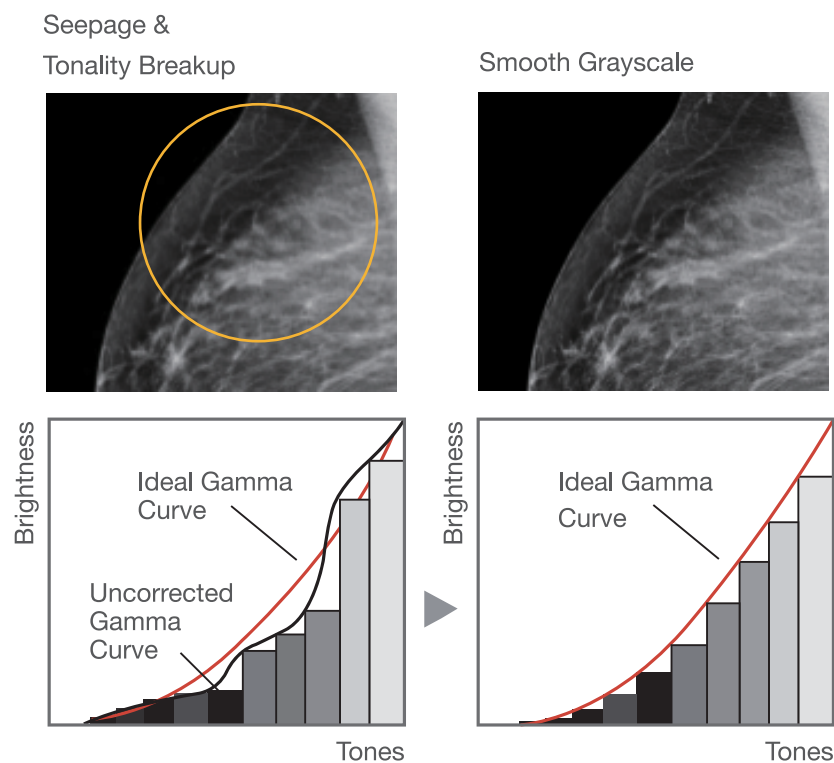 Seepage &
Tonality Breakup
Smooth Grayscale
Brightness
Ideal Gamma
Curve
Uncorrected
Gamma
Curve
Tones
Brightness
Ideal Gamma
Curve
Tones